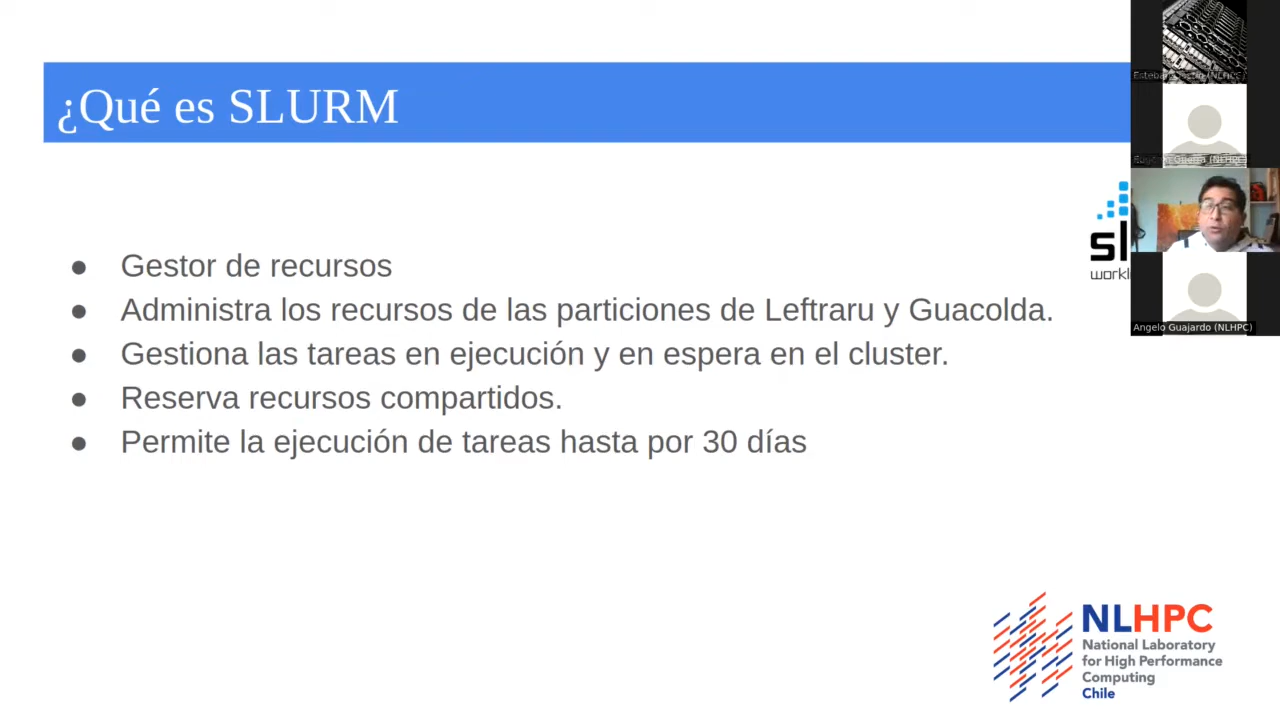 ¿Qué es SLURM
● Gestor de recursos
● Administra los recursos de las particiones de Leftraru y Guacolda.
● Gestiona las tareas en ejecución y en espera en el cluster.
● Reserva recursos compartidos.
● Permite la ejecución de tareas hasta por 30 días
(NLHPC)
(NLHPC)
Angelo Guajardo (NLHPC)
NLHPC
National Laboratory
for High Performance
Computing
Chile